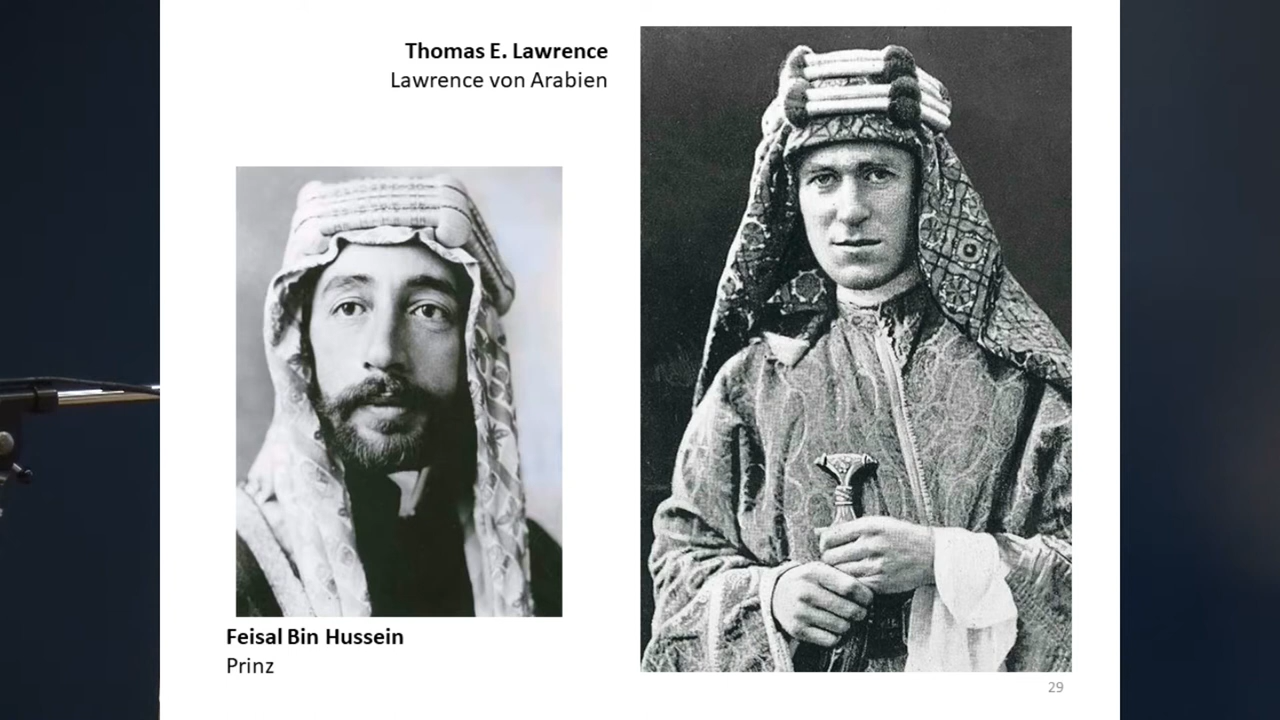 Thomas E. Lawrence
Lawrence von Arabien
Feisal Bin Hussein
Prinz
29